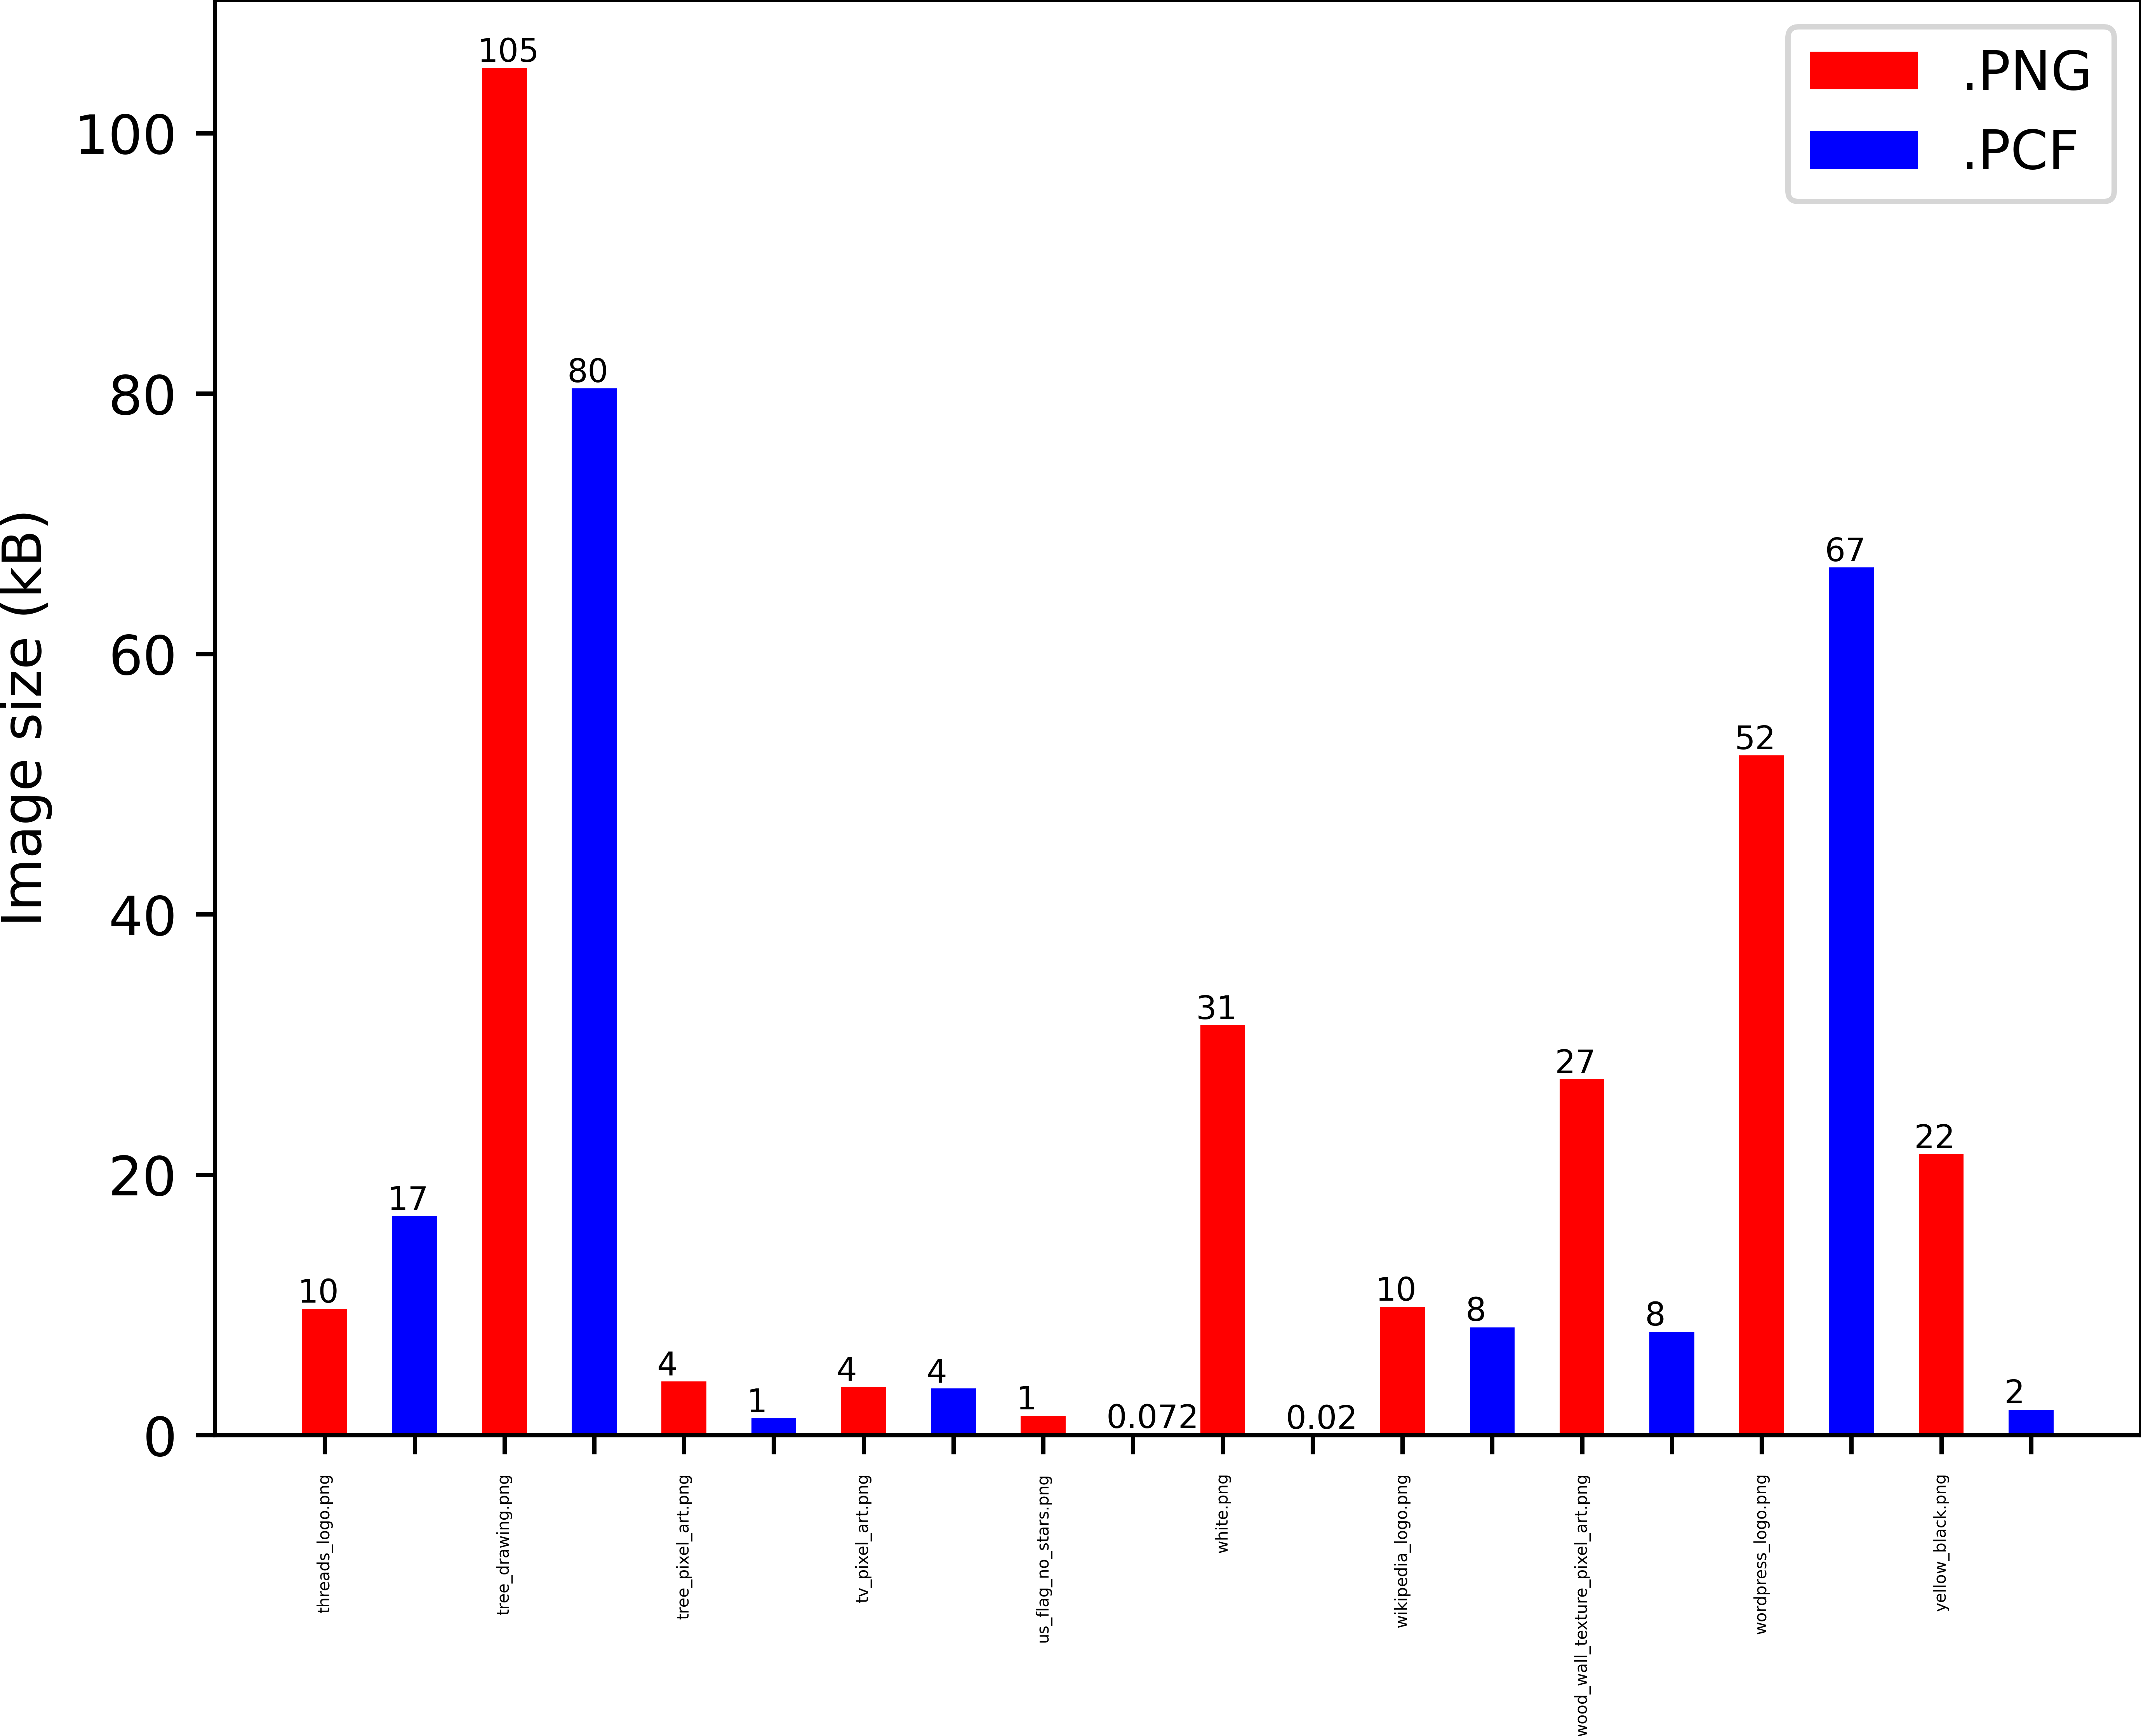 .PNG
.PCF
Image size (kB)
100
80
60
40
20
0
10
17
105
80
4
1
4
4
1
0.072
31
0.02
10
8
27
8
52
67
22
2
threads_logo.png
tree_drawing.png
tree_pixel_art.png
tv_pixel_art.png
us_flag_no_stars.png
white.png
wikipedia_logo.png
wood_wall_texture_pixel_art.png
wordpress_logo.png
yellow_black.png